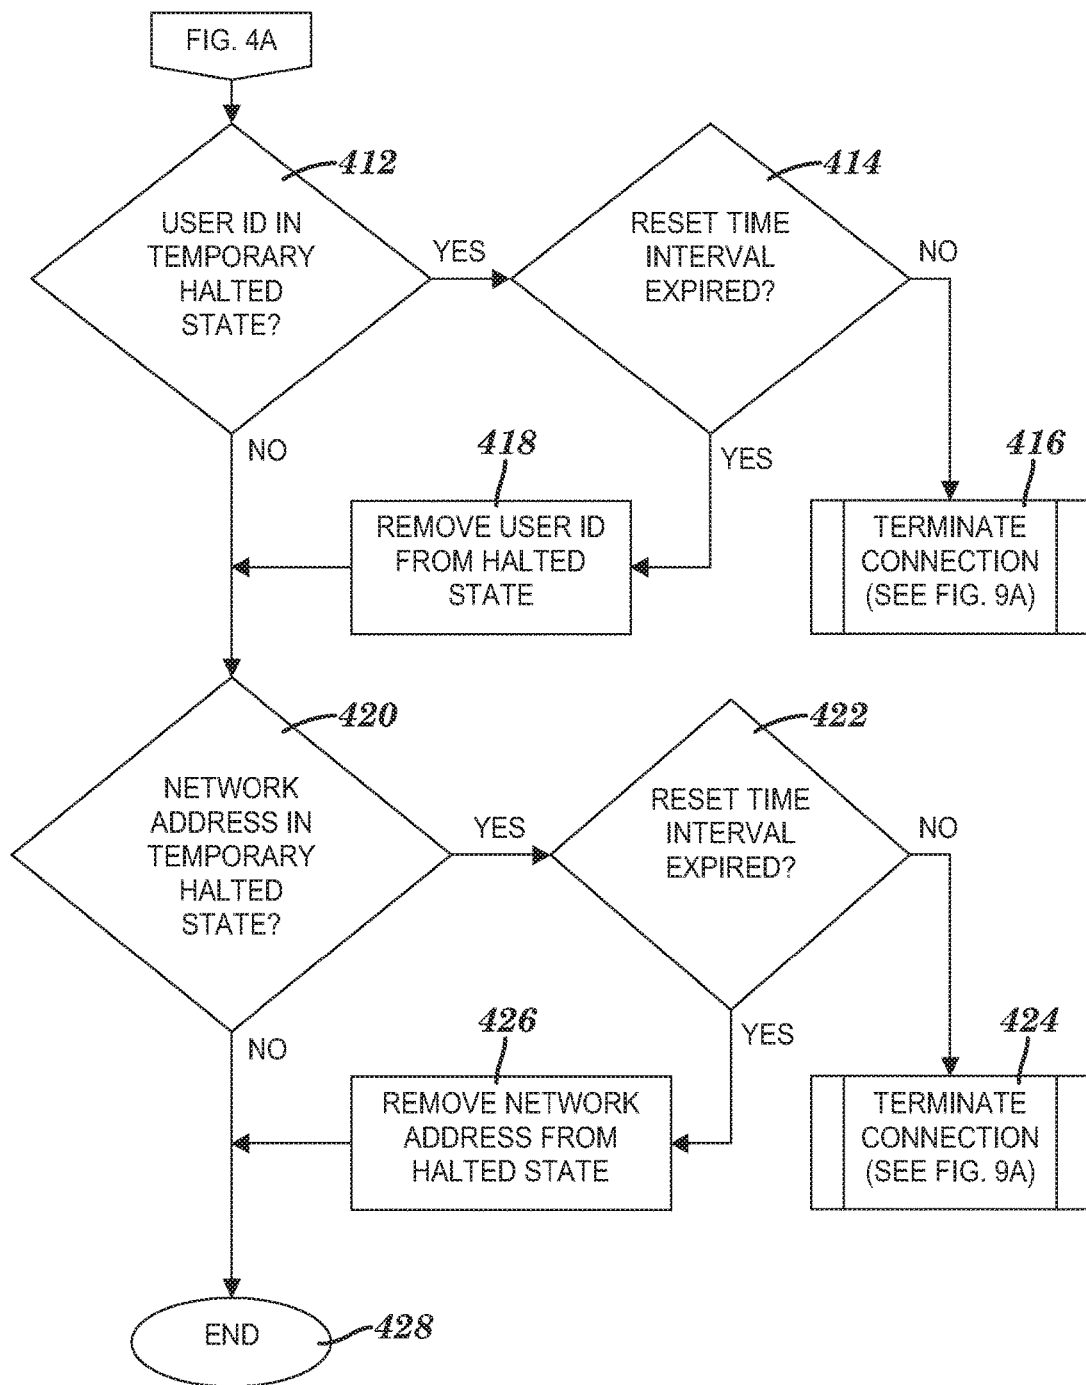 FIG. 4A
412
USER ID IN
TEMPORARY
HALTED
STATE?
YES
NO
414
RESET TIME
INTERVAL
EXPIRED?
NO
YES
418
REMOVE USER ID
FROM HALTED
STATE
416
TERMINATE
CONNECTION
(SEE FIG. 9A)
420
NETWORK
ADDRESS IN
TEMPORARY
HALTED
STATE?
YES
NO
422
RESET TIME
INTERVAL
EXPIRED?
NO
YES
426
REMOVE NETWORK
ADDRESS FROM
HALTED STATE
424
TERMINATE
CONNECTION
(SEE FIG. 9A)
END
428